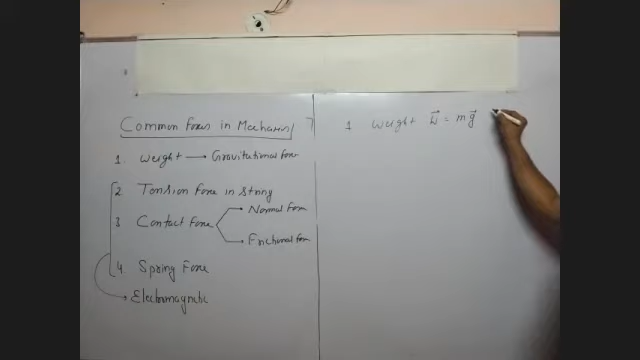 Common Forces in Mechanics
1. Weight → Gravitational force
2 Tension Force in String
3 Contact Force
Normal Force
Frictional force
4. Spring Force
Electromagnetic
1 Weight W⃗ = mg⃗